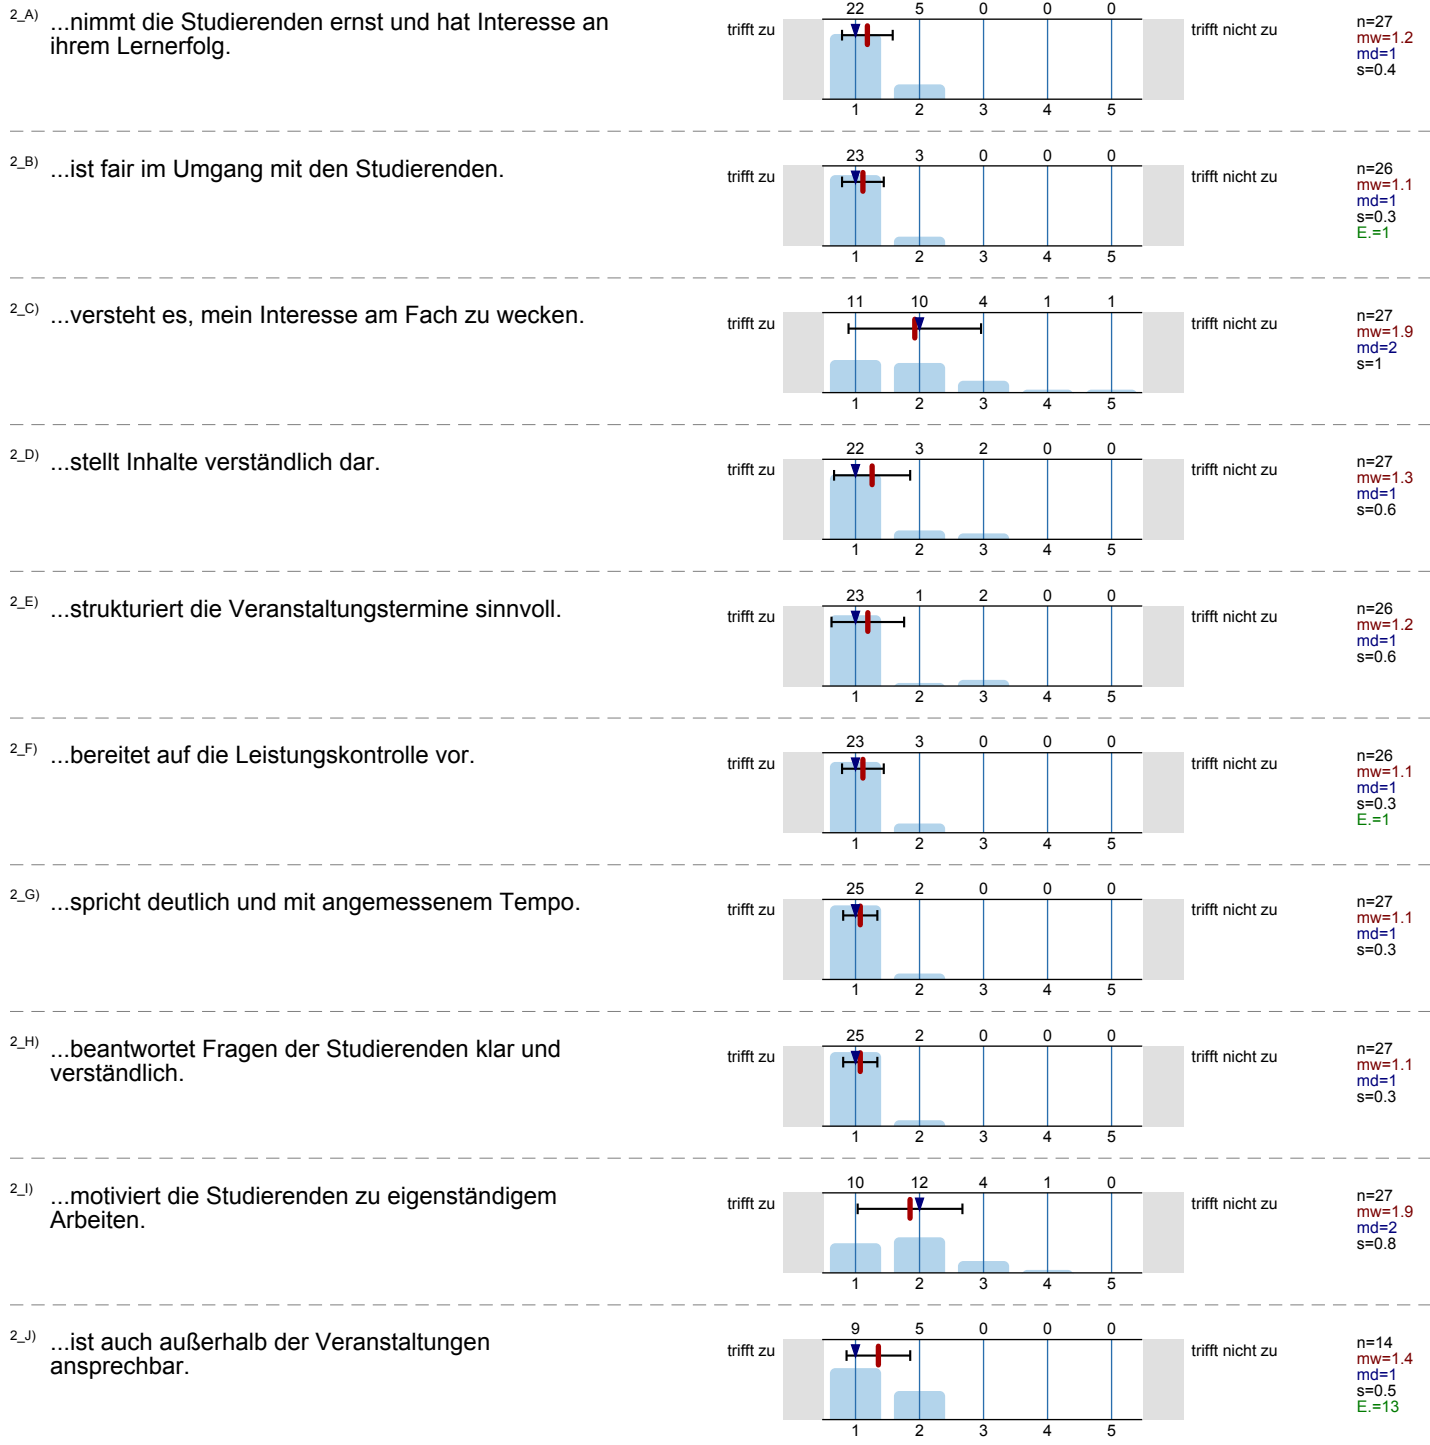 2_A) ...nimmt die Studierenden ernst und hat Interesse an
ihrem Lernerfolg.
22 5 0 0 0
trifft zu
trifft nicht zu
1 2 3 4 5
n=27
mw=1.2
md=1
s=0.4
2_B) ...ist fair im Umgang mit den Studierenden.
23 3 0 0 0
trifft zu
trifft nicht zu
1 2 3 4 5
n=26
mw=1.1
md=1
s=0.3
E.=1
2_C) ...versteht es, mein Interesse am Fach zu wecken.
11 10 4 1 1
trifft zu
trifft nicht zu
1 2 3 4 5
n=27
mw=1.9
md=2
s=1
2_D) ...stellt Inhalte verständlich dar.
22 3 2 0 0
trifft zu
trifft nicht zu
1 2 3 4 5
n=27
mw=1.3
md=1
s=0.6
2_E) ...strukturiert die Veranstaltungstermine sinnvoll.
23 1 2 0 0
trifft zu
trifft nicht zu
1 2 3 4 5
n=26
mw=1.2
md=1
s=0.6
2_F) ...bereitet auf die Leistungskontrolle vor.
23 3 0 0 0
trifft zu
trifft nicht zu
1 2 3 4 5
n=26
mw=1.1
md=1
s=0.3
E.=1
2_G) ...spricht deutlich und mit angemessenem Tempo.
25 2 0 0 0
trifft zu
trifft nicht zu
1 2 3 4 5
n=27
mw=1.1
md=1
s=0.3
2_H) ...beantwortet Fragen der Studierenden klar und
verständlich.
25 2 0 0 0
trifft zu
trifft nicht zu
1 2 3 4 5
n=27
mw=1.1
md=1
s=0.3
2_I) ...motiviert die Studierenden zu eigenständigem
Arbeiten.
10 12 4 1 0
trifft zu
trifft nicht zu
1 2 3 4 5
n=27
mw=1.9
md=2
s=0.8
2_J) ...ist auch außerhalb der Veranstaltungen
ansprechbar.
9 5 0 0 0
trifft zu
trifft nicht zu
1 2 3 4 5
n=14
mw=1.4
md=1
s=0.5
E.=13